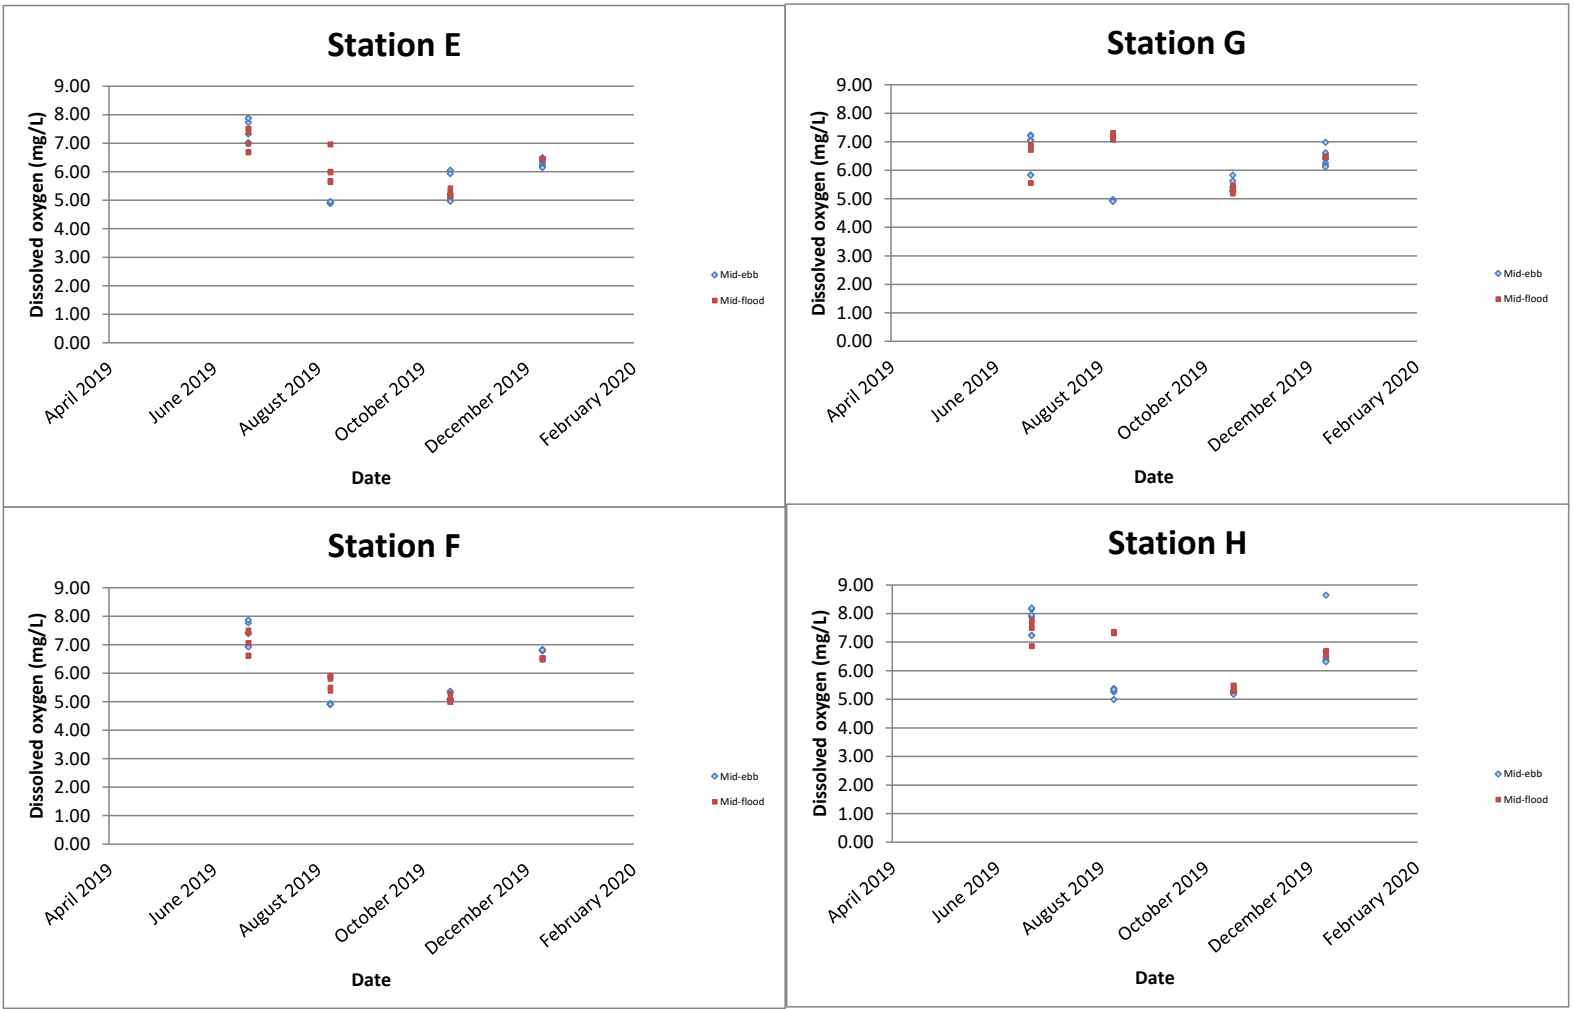 Station E
Dissolved oxygen (mg/L)
9.00
8.00
7.00
6.00
5.00
4.00
3.00
2.00
1.00
0.00
April 2019
June 2019
August 2019
October 2019
December 2019
February 2020
Date
Mid-ebb
Mid-flood
Station G
Dissolved oxygen (mg/L)
9.00
8.00
7.00
6.00
5.00
4.00
3.00
2.00
1.00
0.00
April 2019
June 2019
August 2019
October 2019
December 2019
February 2020
Date
Mid-ebb
Mid-flood
Station F
Dissolved oxygen (mg/L)
9.00
8.00
7.00
6.00
5.00
4.00
3.00
2.00
1.00
0.00
April 2019
June 2019
August 2019
October 2019
December 2019
February 2020
Date
Mid-ebb
Mid-flood
Station H
Dissolved oxygen (mg/L)
9.00
8.00
7.00
6.00
5.00
4.00
3.00
2.00
1.00
0.00
April 2019
June 2019
August 2019
October 2019
December 2019
February 2020
Date
Mid-ebb
Mid-flood